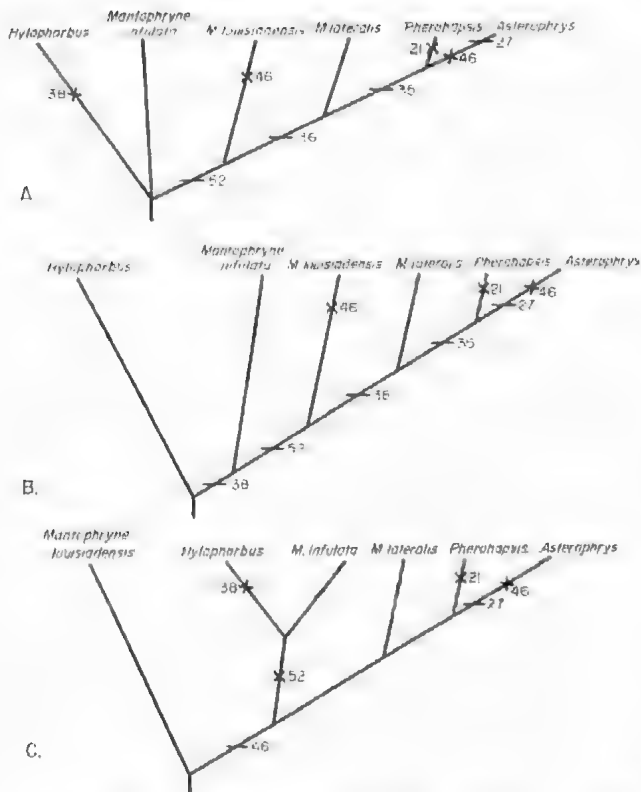 Hylophorbus Mantophryne infulata M. louisiadensis M. lateralis Pherohapsis Asterophrys
38 46 21 46 27
52 36 35
A
Hylophorbus Mantophryne infulata M. louisiadensis M. lateralis Pherohapsis Asterophrys
46 21 46
27
35
36
52
38
B.
Mantophryne louisiadensis Hylophorbus M. infulata M. lateralis Pherohapsis Asterophrys
38 21 46
27
52
46
C.